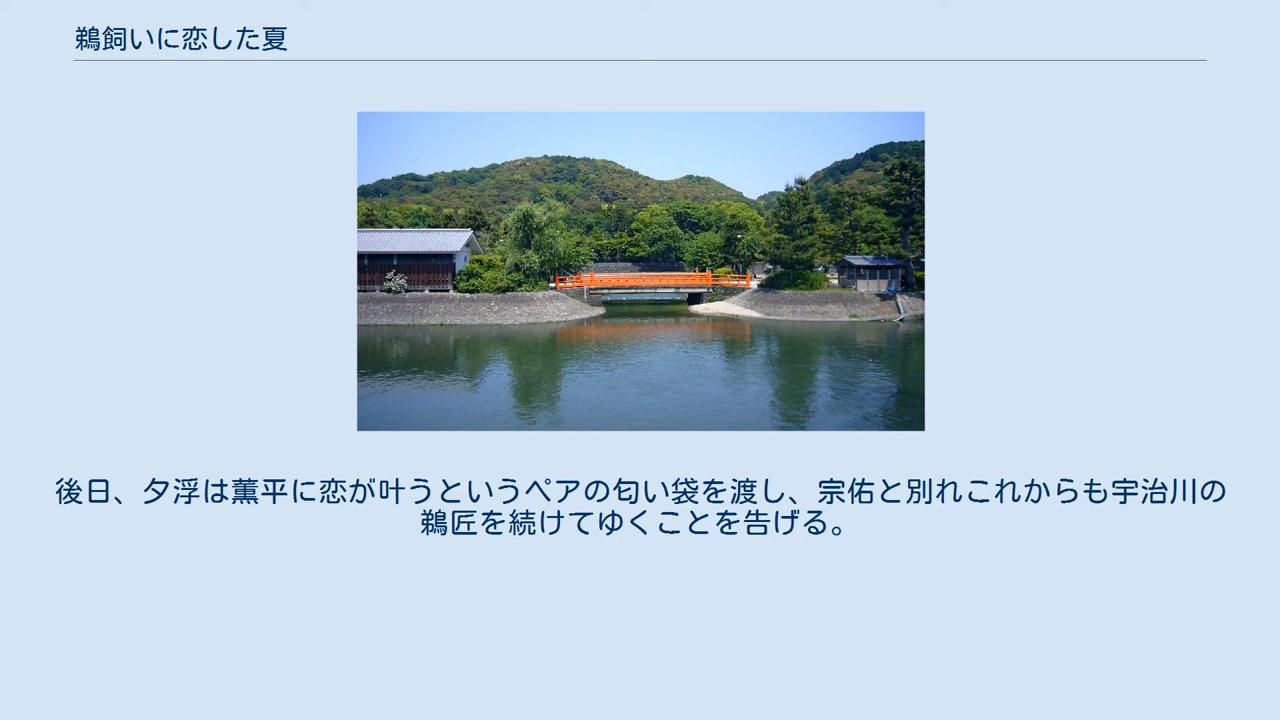 鵜飼いに恋した夏
後日、夕浮は薫平に恋が叶うというペアの匂い袋を渡し、宗佑と別れこれからも宇治川の
鵜匠を続けてゆくことを告げる。